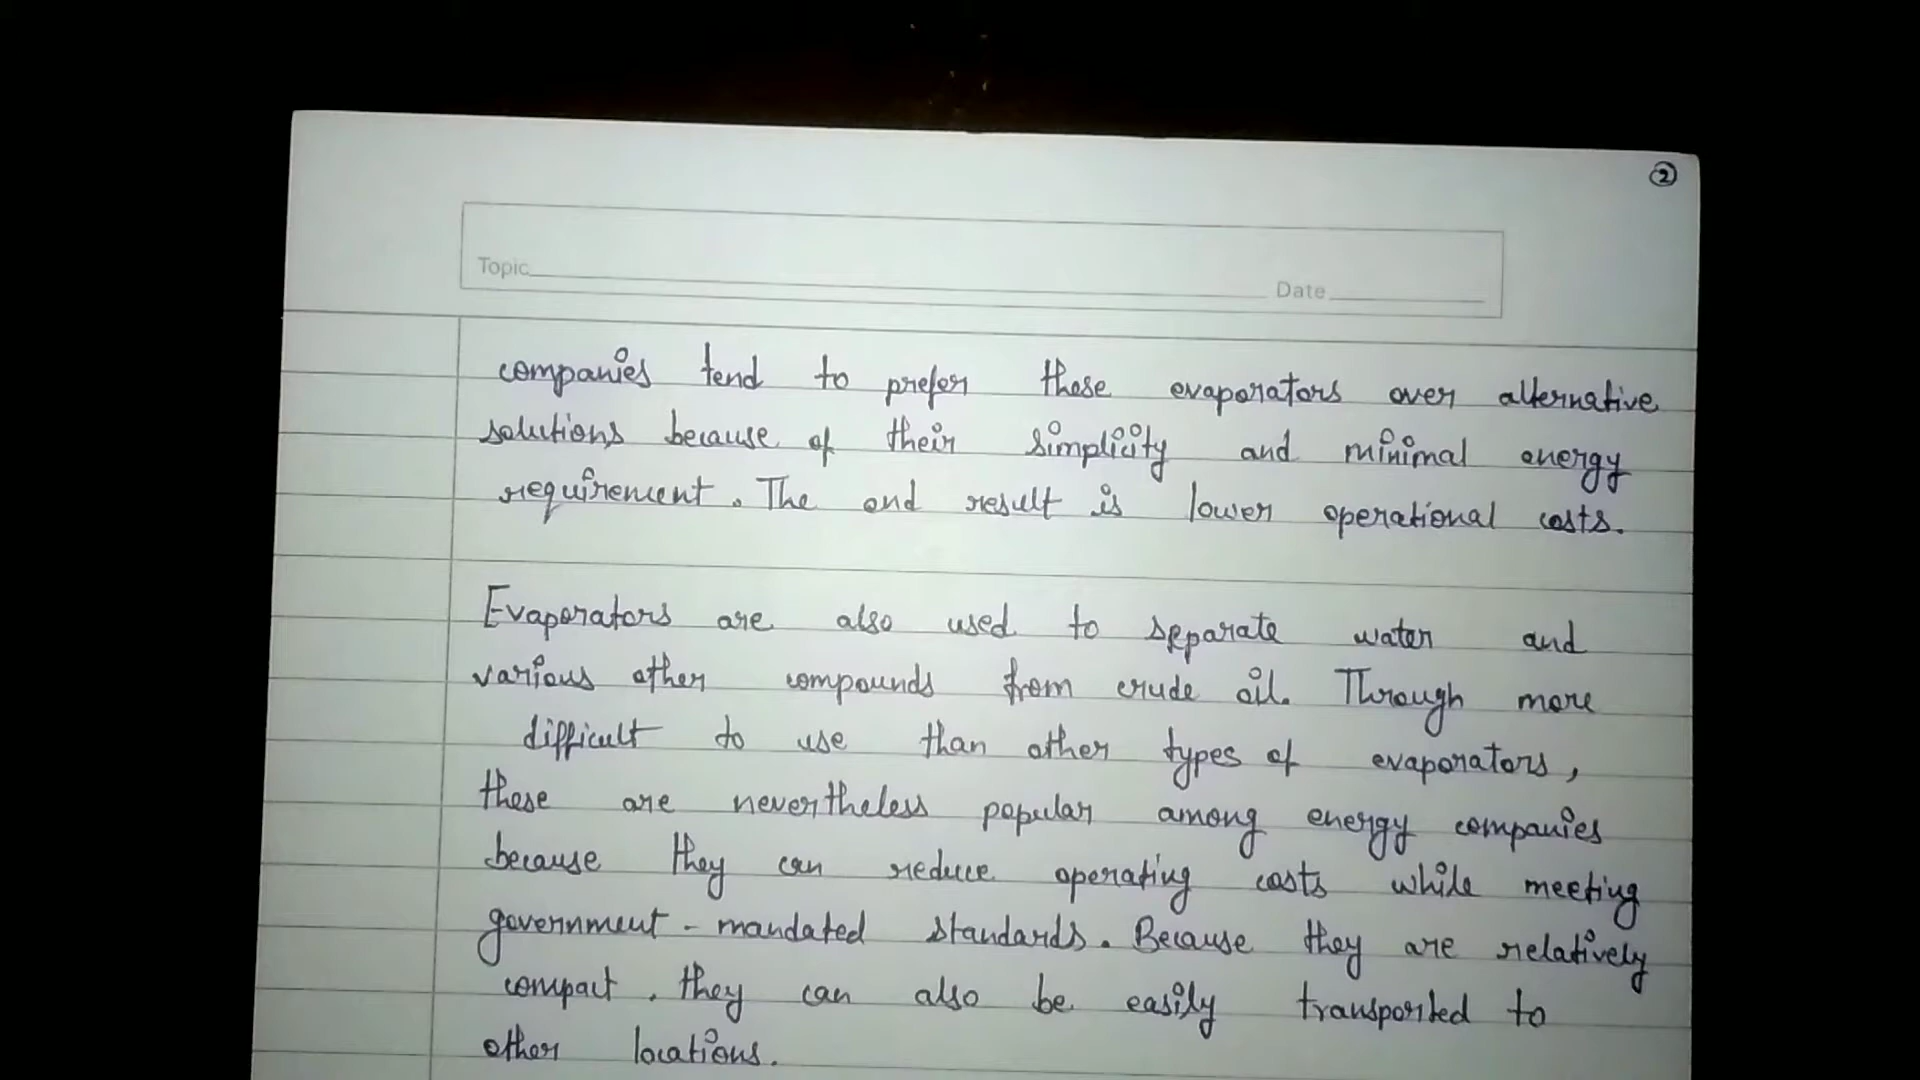 ②
Topic
Date
companies tend to prefer these evaporators over alternative
solutions because of their simplicity and minimal energy
requirement. The end result is lower operational costs.
Evaporators are also used to separate water and
various other compounds from crude oil. Through more
difficult to use than other types of evaporators,
these are nevertheless popular among energy companies
because they can reduce operating costs while meeting
government - mandated standards. Because they are relatively
compact, they can also be easily transported to
other locations.